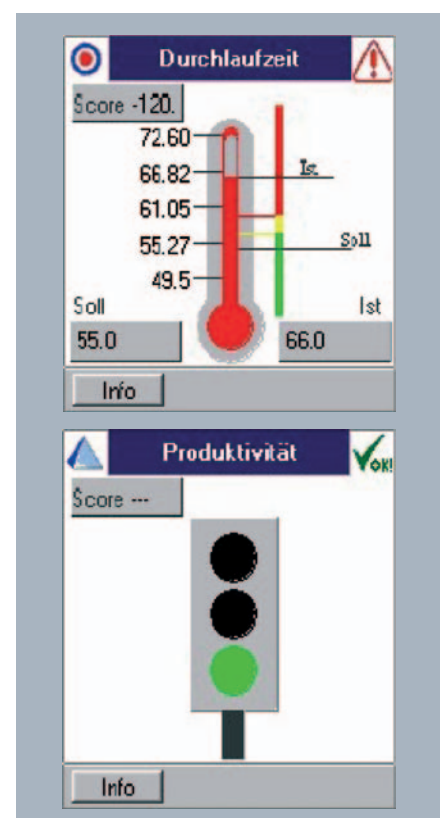 Durchlaufzeit
Score -120.
72.60
66.82
Ist
61.05
55.27
Soll
49.5
Soll
Ist
55.0
66.0
Info
Produktivität
OK!
Score ---
Info